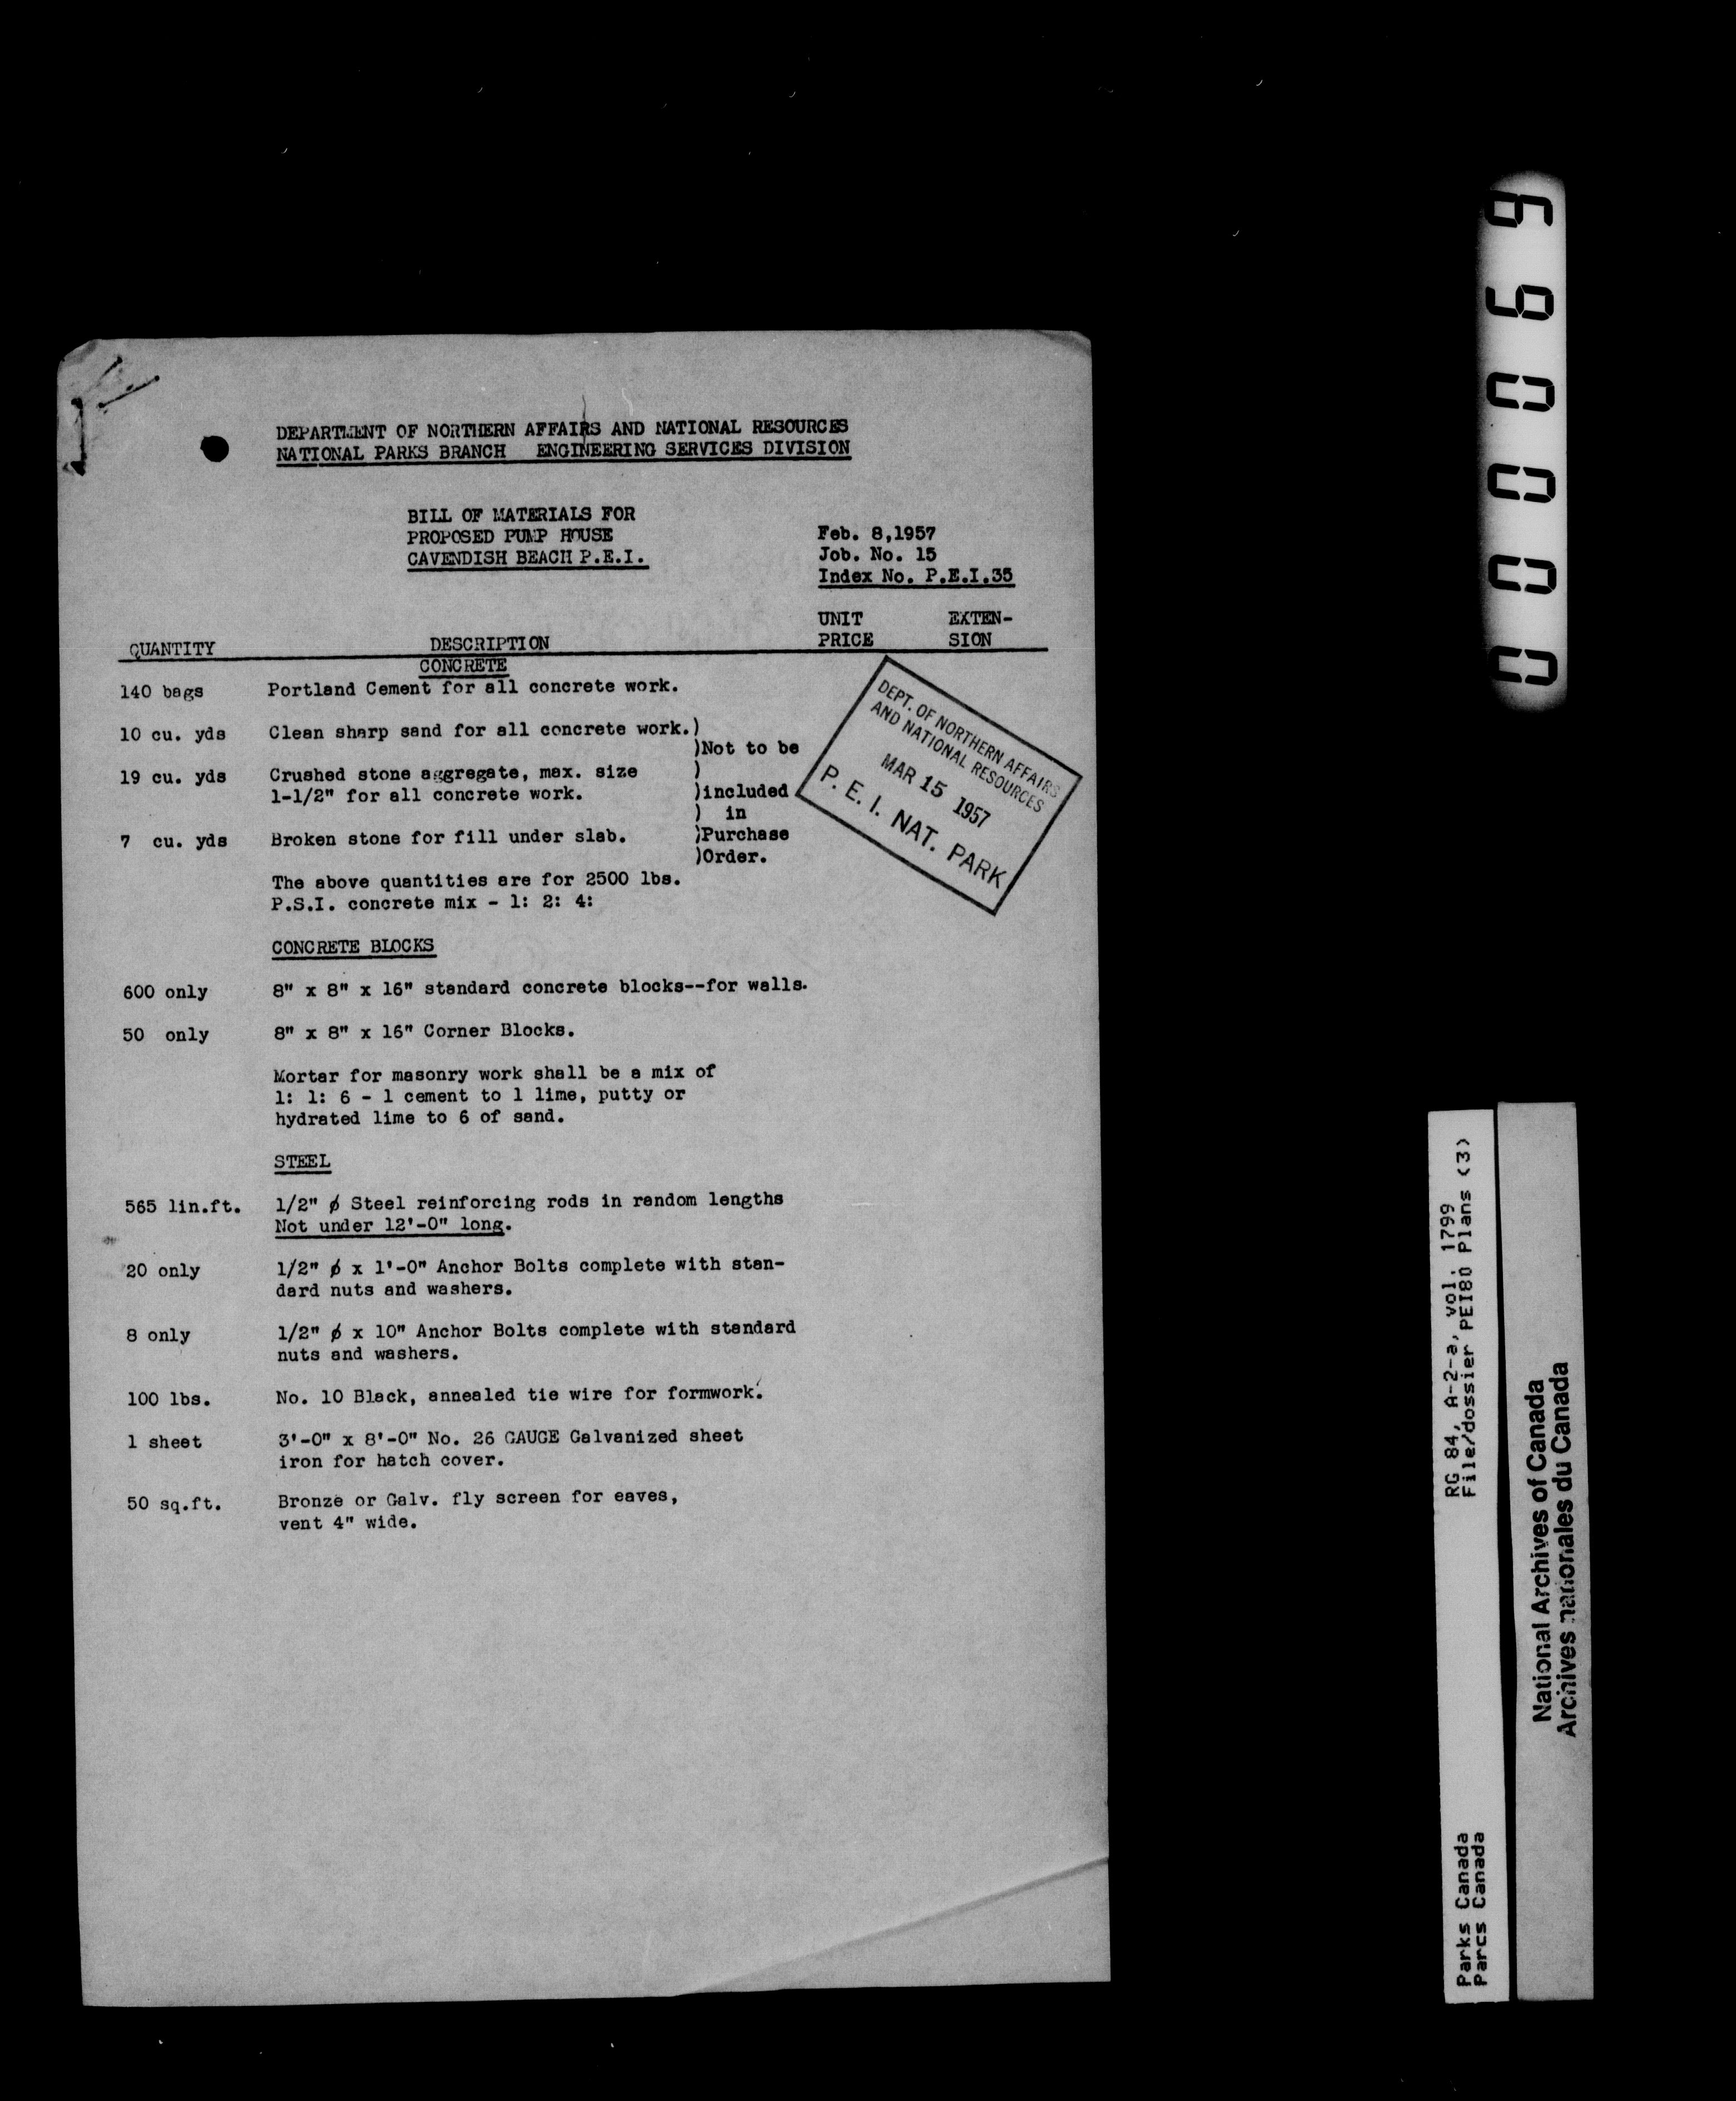 DEPARTMENT OF NORTHERN AFFAIRS AND NATIONAL RESOURCES
NATIONAL PARKS BRANCH ENGINEERING SERVICES DIVISION
BILL OF MATERIALS FOR
PROPOSED PUMP HOUSE
CAVENDISH BEACH P.E.I.
Feb. 8,1957
Job. No. 15
Index No. P.E.I.35
QUANTITY DESCRIPTION UNIT PRICE EXTEN-SION
CONCRETE
140 bags Portland Cement for all concrete work.
10 cu. yds Clean sharp sand for all concrete work.)
)Not to be
19 cu. yds Crushed stone aggregate, max. size )
1-1/2" for all concrete work. )included
) in
7 cu. yds Broken stone for fill under slab. )Purchase
)Order.
The above quantities are for 2500 lbs.
P.S.I. concrete mix - 1: 2: 4:
DEPT. OF NORTHERN AFFAIRS
AND NATIONAL RESOURCES
MAR 15 1957
P. E. I. NAT. PARK
CONCRETE BLOCKS
600 only 8" x 8" x 16" standard concrete blocks--for walls.
50 only 8" x 8" x 16" Corner Blocks.
Mortar for masonry work shall be a mix of
1: 1: 6 - 1 cement to 1 lime, putty or
hydrated lime to 6 of sand.
STEEL
565 lin.ft. 1/2" ø Steel reinforcing rods in random lengths
Not under 12'-0" long.
20 only 1/2" ø x 1'-0" Anchor Bolts complete with stan-
dard nuts and washers.
8 only 1/2" ø x 10" Anchor Bolts complete with standard
nuts and washers.
100 lbs. No. 10 Black, annealed tie wire for formwork.
1 sheet 3'-0" x 8'-0" No. 26 GAUGE Galvanized sheet
iron for hatch cover.
50 sq.ft. Bronze or Galv. fly screen for eaves,
vent 4" wide.
000069
RG 84, A-2-a, vol. 1799
File/dossier PEI80 Plans (3)
Parks Canada
Parcs Canada
National Archives of Canada
Archives nationales du Canada